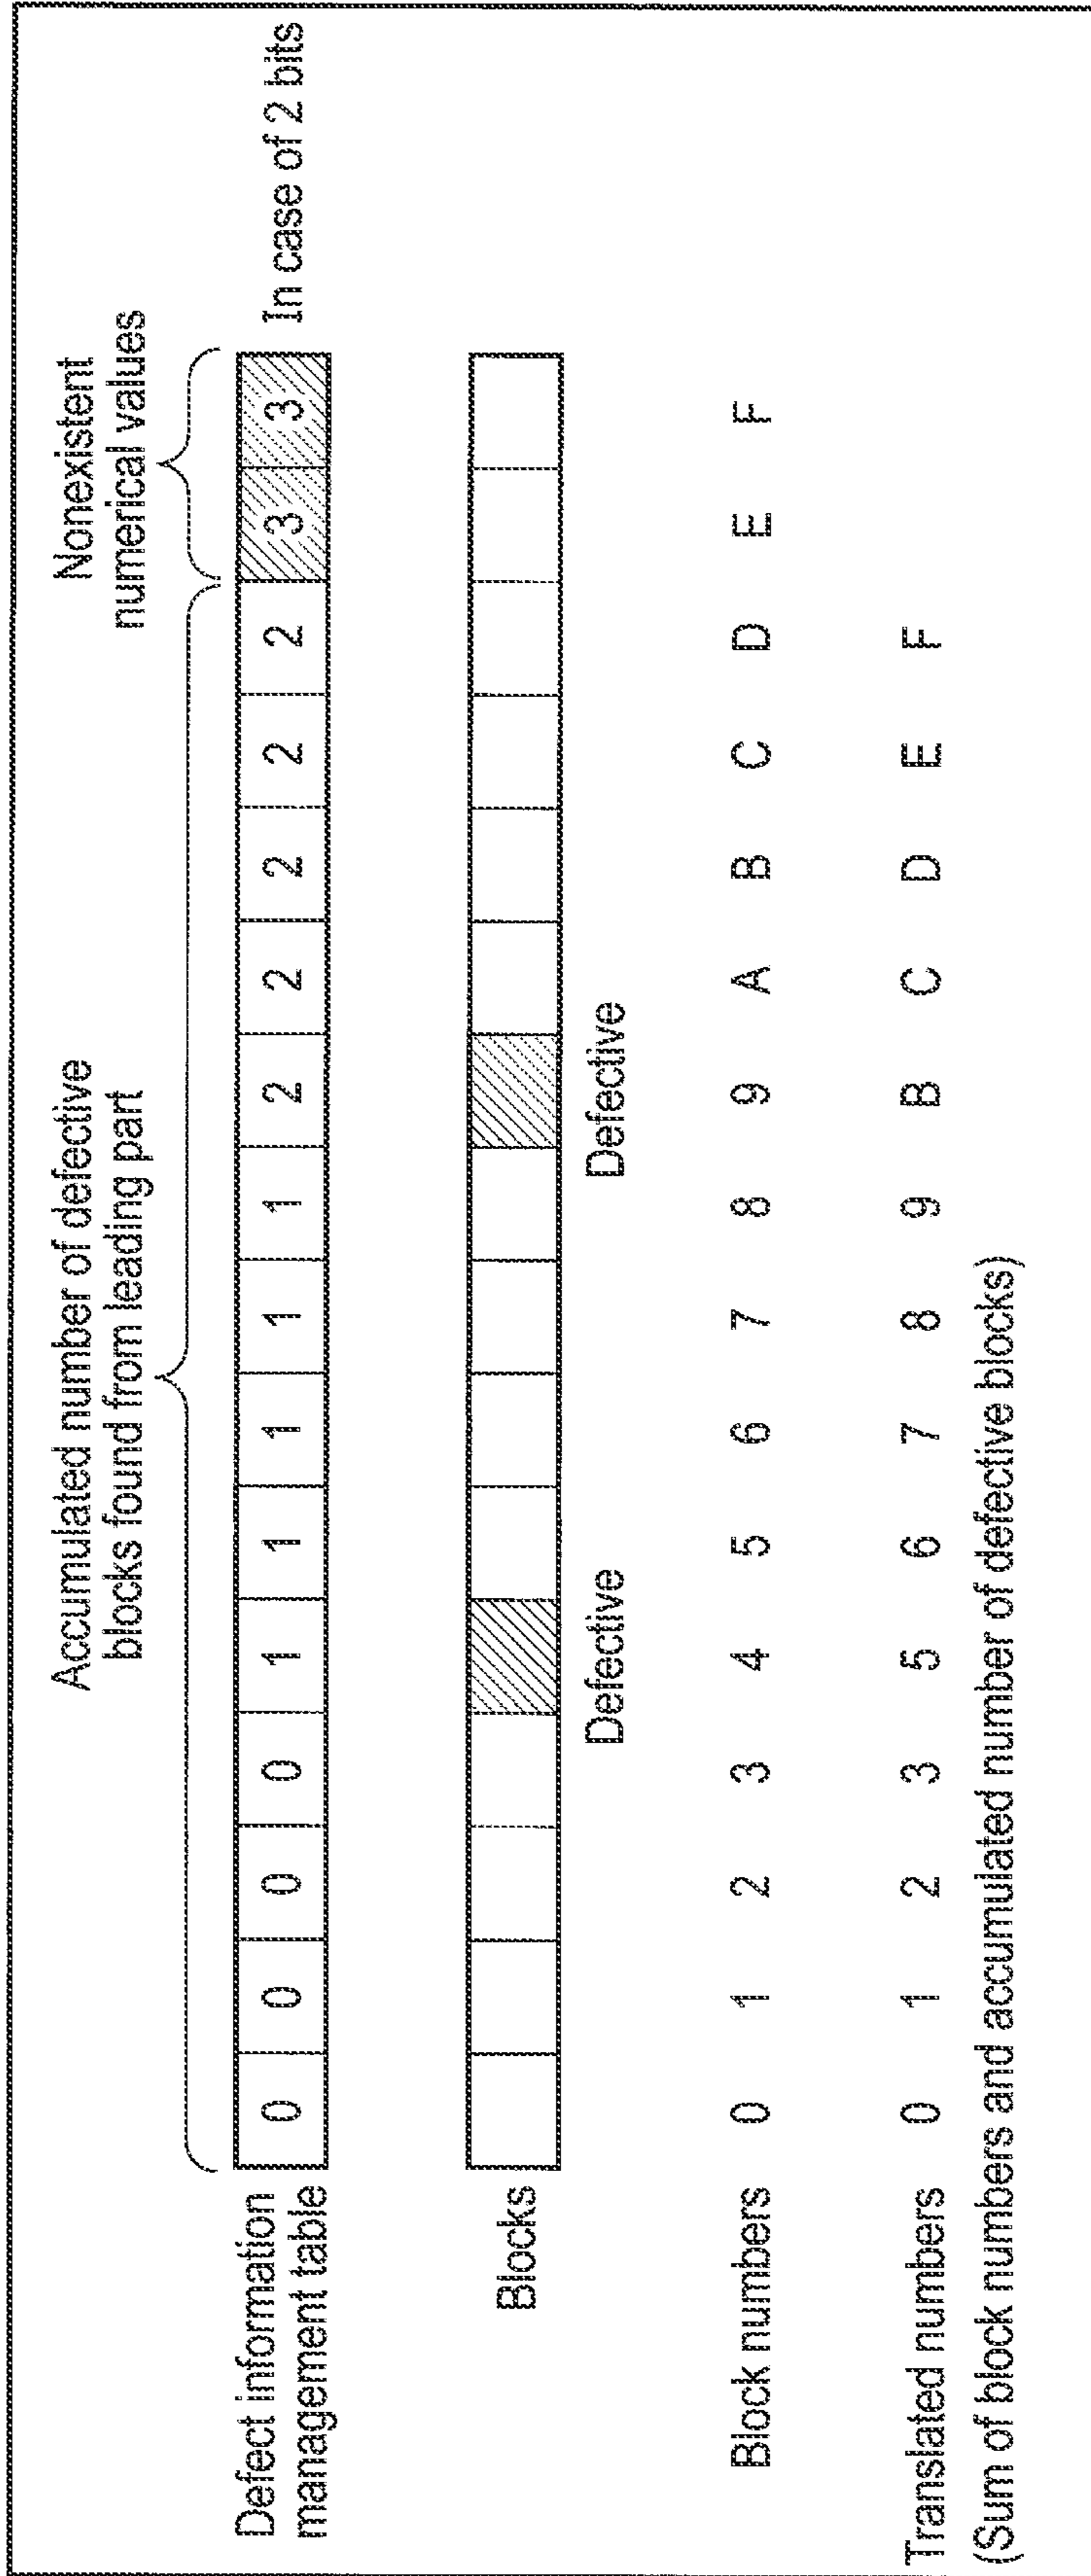 Accumulated number of defective
blocks found from leading part
Nonexistent
numerical values
Defect information
management table
0 0 0 0 1 1 1 1 1 2 2 2 2 2 3 3
In case of 2 bits
Blocks
Defective
Defective
Block numbers
0 1 2 3 4 5 6 7 8 9 A B C D E F
Translated numbers
0 1 2 3 5 6 7 8 9 B C D E F
(Sum of block numbers and accumulated number of defective blocks)